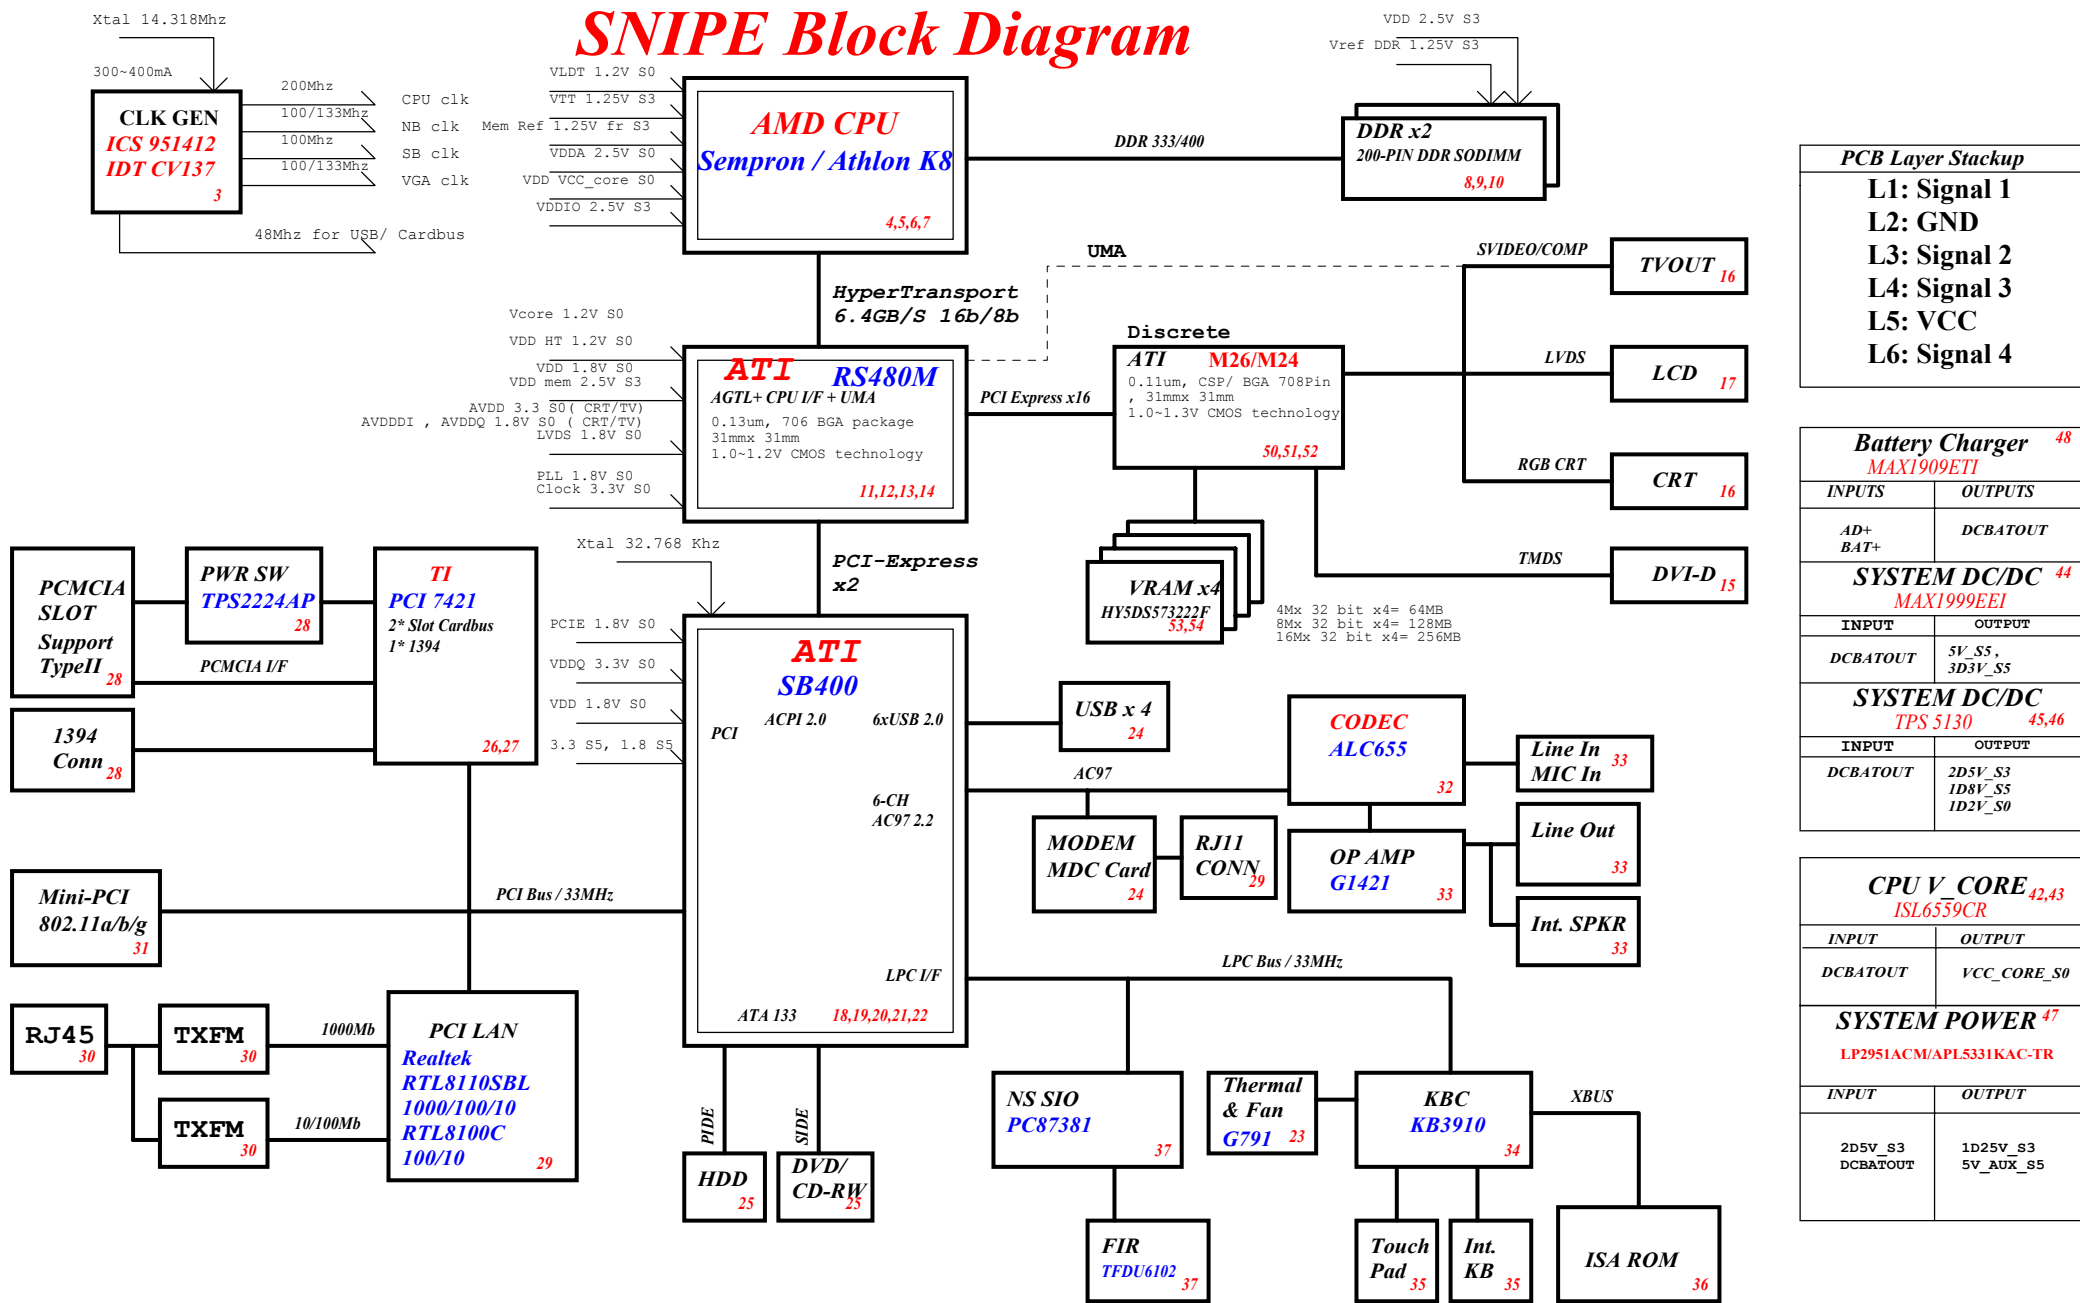 SNIPE Block Diagram
Xtal 14.318Mhz
300~400mA
CLK GEN
ICS 951412
IDT CV137
3
200Mhz
CPU clk
100/133Mhz
NB clk
100Mhz
SB clk
100/133Mhz
VGA clk
48Mhz for USB/ Cardbus
VLDT 1.2V S0
VTT 1.25V S3
Mem Ref 1.25V fr S3
VDDA 2.5V S0
VDD VCC_core S0
VDDIO 2.5V S3
AMD CPU
Sempron / Athlon K8
4,5,6,7
DDR 333/400
VDD 2.5V S3
Vref DDR 1.25V S3
DDR x2
200-PIN DDR SODIMM
8,9,10
HyperTransport
6.4GB/S 16b/8b
UMA
Vcore 1.2V S0
VDD HT 1.2V S0
VDD 1.8V S0
VDD mem 2.5V S3
AVDD 3.3 S0( CRT/TV)
AVDDDI , AVDDQ 1.8V S0 ( CRT/TV)
LVDS 1.8V S0
PLL 1.8V S0
Clock 3.3V S0
ATI RS480M
AGTL+ CPU I/F + UMA
0.13um, 706 BGA package
31mmx 31mm
1.0~1.2V CMOS technology
11,12,13,14
PCI Express x16
Discrete
ATI M26/M24
0.11um, CSP/ BGA 708Pin
, 31mmx 31mm
1.0~1.3V CMOS technology
50,51,52
SVIDEO/COMP
TVOUT 16
LVDS
LCD 17
RGB CRT
CRT 16
TMDS
DVI-D 15
VRAM x4
HY5DS573222F
53,54
4Mx 32 bit x4= 64MB
8Mx 32 bit x4= 128MB
16Mx 32 bit x4= 256MB
PCI-Express
x2
Xtal 32.768 Khz
PCIE 1.8V S0
VDDQ 3.3V S0
VDD 1.8V S0
3.3 S5, 1.8 S5
ATI
SB400
PCI
ACPI 2.0
6xUSB 2.0
6-CH
AC97 2.2
LPC I/F
ATA 133
18,19,20,21,22
PCMCIA
SLOT
Support
TypeII 28
PWR SW
TPS2224AP
28
PCMCIA I/F
TI
PCI 7421
2* Slot Cardbus
1* 1394
26,27
1394
Conn 28
Mini-PCI
802.11a/b/g
31
PCI Bus / 33MHz
RJ45
30
TXFM
30
1000Mb
TXFM
30
10/100Mb
PCI LAN
Realtek
RTL8110SBL
1000/100/10
RTL8100C
100/10
29
PIDE
HDD
25
SIDE
DVD/
CD-RW
25
USB x 4
24
AC97
CODEC
ALC655
32
Line In
MIC In
33
MODEM
MDC Card
24
RJ11
CONN
29
OP AMP
G1421
33
Line Out
33
Int. SPKR
33
LPC Bus / 33MHz
NS SIO
PC87381
37
FIR
TFDU6102
37
Thermal
& Fan
G791 23
KBC
KB3910
34
XBUS
Touch
Pad 35
Int.
KB 35
ISA ROM
36
PCB Layer Stackup
L1: Signal 1
L2: GND
L3: Signal 2
L4: Signal 3
L5: VCC
L6: Signal 4
Battery Charger 48
MAX1909ETI
INPUTS OUTPUTS
AD+ DCBATOUT
BAT+
SYSTEM DC/DC 44
MAX1999EEI
INPUT OUTPUT
DCBATOUT 5V_S5 ,
3D3V_S5
SYSTEM DC/DC
TPS 5130 45,46
INPUT OUTPUT
DCBATOUT 2D5V_S3
1D8V_S5
1D2V_S0
CPU V_CORE 42,43
ISL6559CR
INPUT OUTPUT
DCBATOUT VCC_CORE_S0
SYSTEM POWER 47
LP2951ACM/APL5331KAC-TR
INPUT OUTPUT
2D5V_S3 1D25V_S3
DCBATOUT 5V_AUX_S5